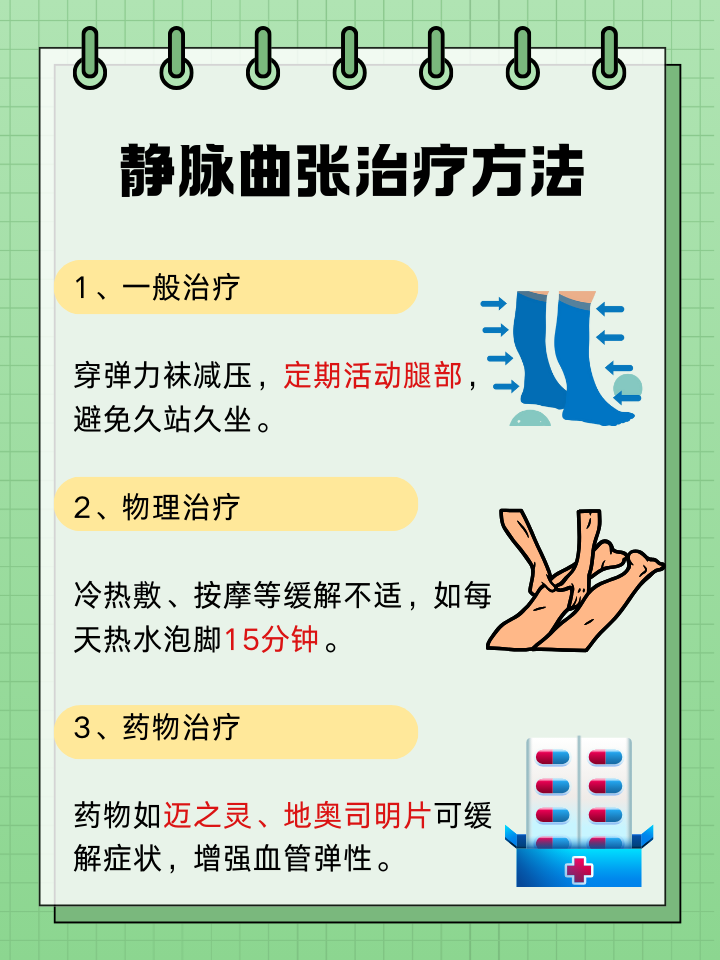 静脉曲张治疗方法
1、一般治疗
穿弹力袜减压，定期活动腿部，
避免久站久坐。
2、物理治疗
冷热敷、按摩等缓解不适，如每
天热水泡脚15分钟。
3、药物治疗
药物如迈之灵、地奥司明片可缓
解症状，增强血管弹性。